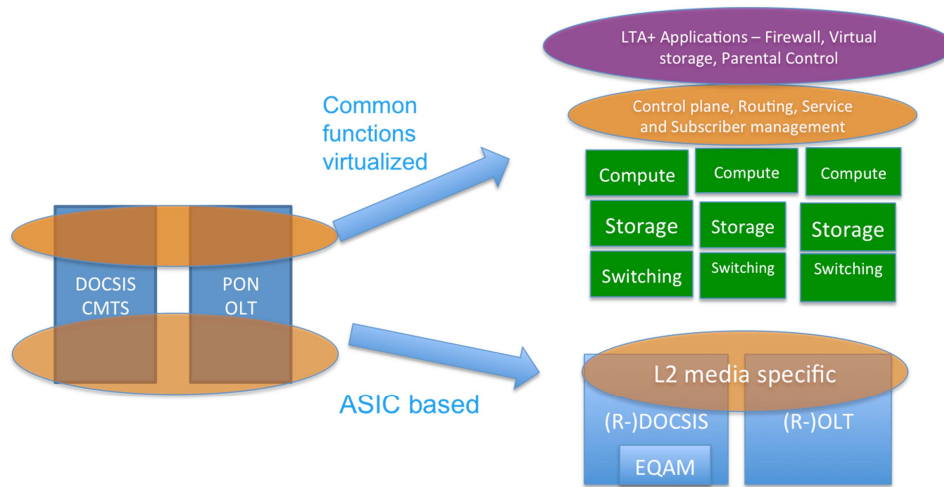 LTA+ Applications – Firewall, Virtual
storage, Parental Control
Control plane, Routing, Service
and Subscriber management
Common
functions
virtualized
Compute
Compute
Compute
Storage
Storage
Storage
Switching
Switching
Switching
DOCSIS
CMTS
PON
OLT
ASIC based
L2 media specific
(R-)DOCSIS
(R-)OLT
EQAM